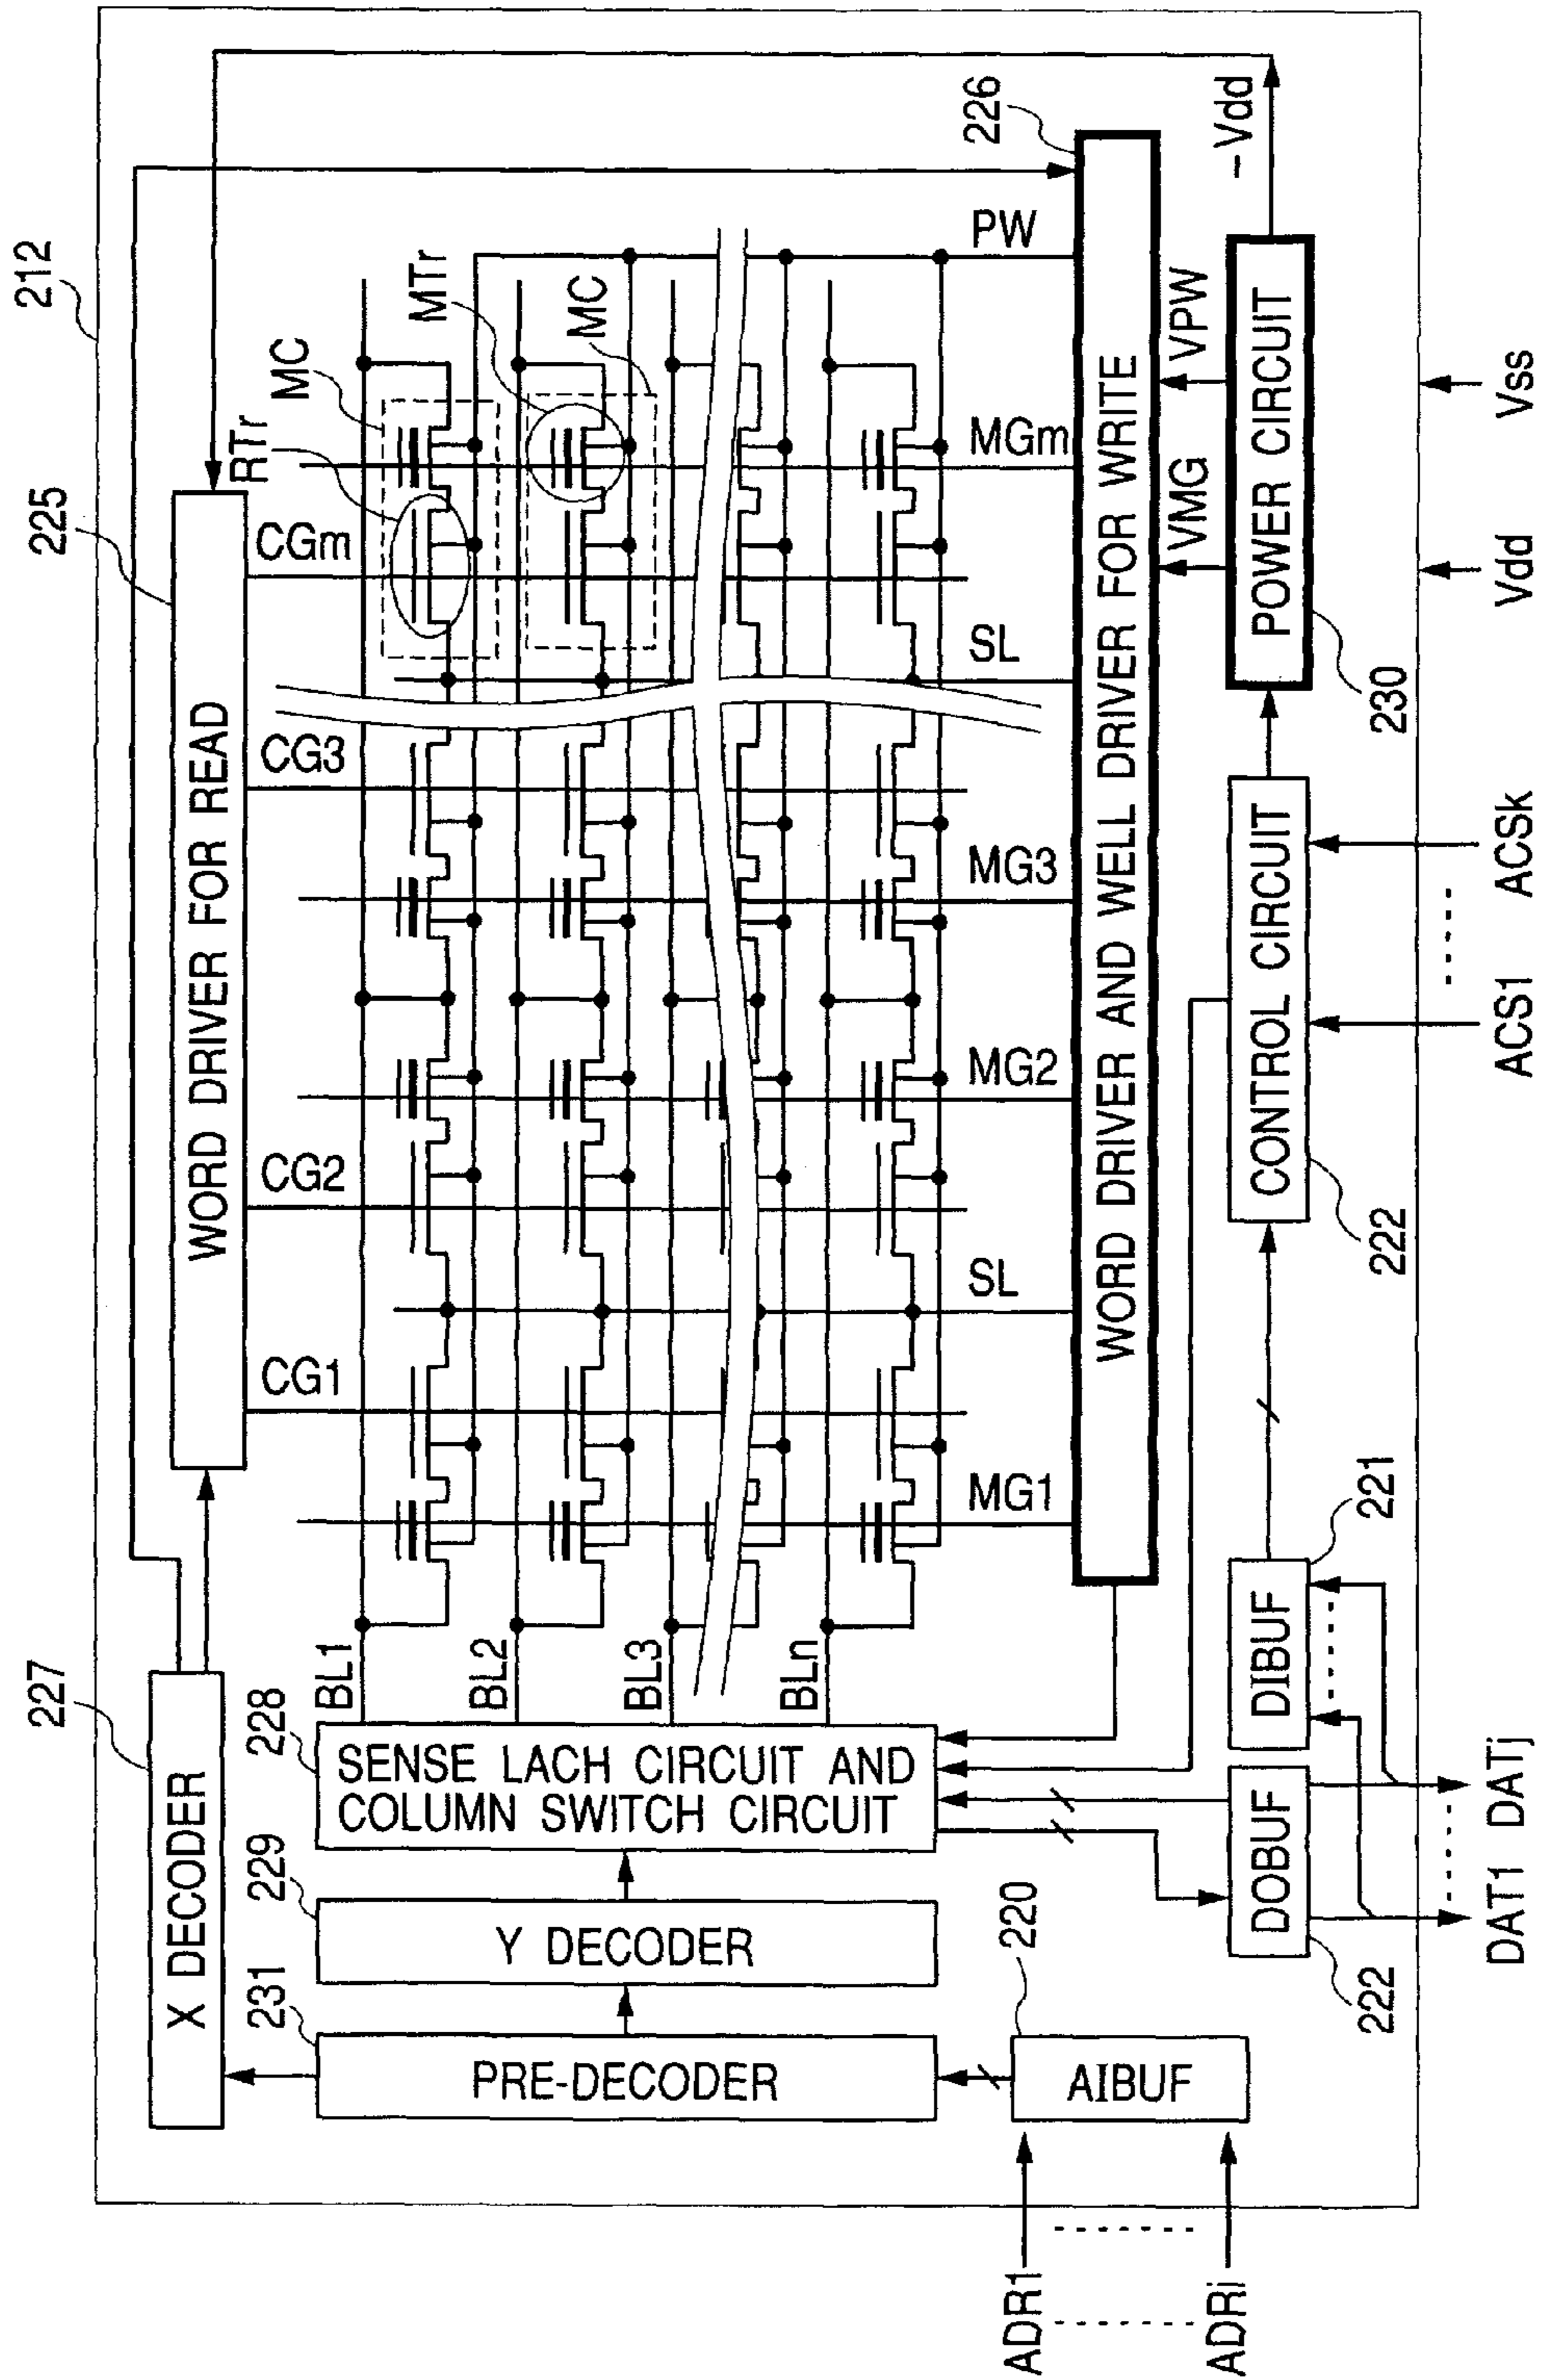 212
227
X DECODER
225
WORD DRIVER FOR READ
226
231
PRE-DECODER
229
Y DECODER
228
SENSE LACH CIRCUIT AND
COLUMN SWITCH CIRCUIT
BL1
BL2
BL3
BLn
CG1
CG2
CG3
CGm
RTr
MC
MTr
MC
MG1
SL
MG2
MG3
SL
MGm
PW
WORD DRIVER AND WELL DRIVER FOR WRITE
220
AIBUF
ADR1
ADRi
DOBUF
222
DIBUF
221
CONTROL CIRCUIT
222
POWER CIRCUIT
230
VMG
VPW
-Vdd
DAT1
DATj
ACS1
ACSk
Vdd
Vss